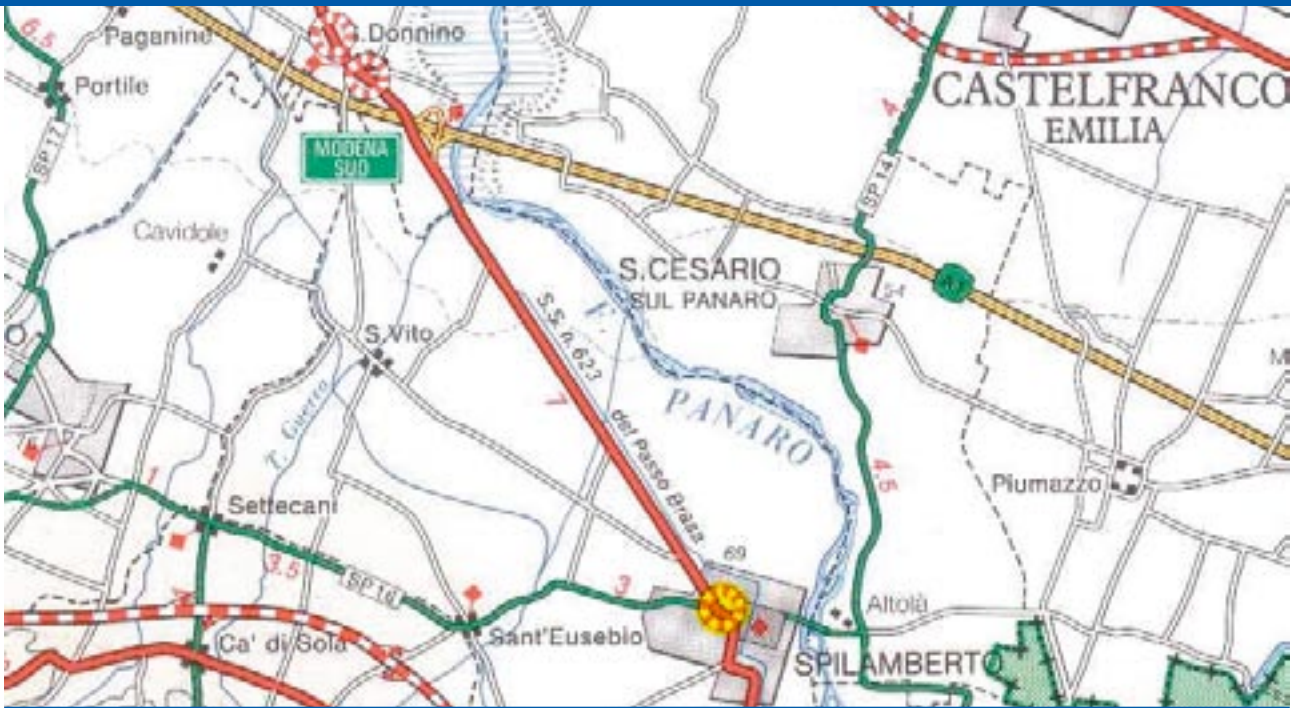 6.5
Paganine
S.Donnino
Portile
CASTELFRANCO
EMILIA
4
MODENA
SUD
SP 17
SP 14
Cavidole
S.CESARIO
SUL PANARO
54
A1
S.Vito
S.S. n.623
del Passo Brasa
7
F.
PANARO
T. Guerro
4.5
Piumazzo
1
Settecani
3.5
SP 16
69
3
Altolà
4
Ca' di Sola
Sant'Eusebio
SPILAMBERTO